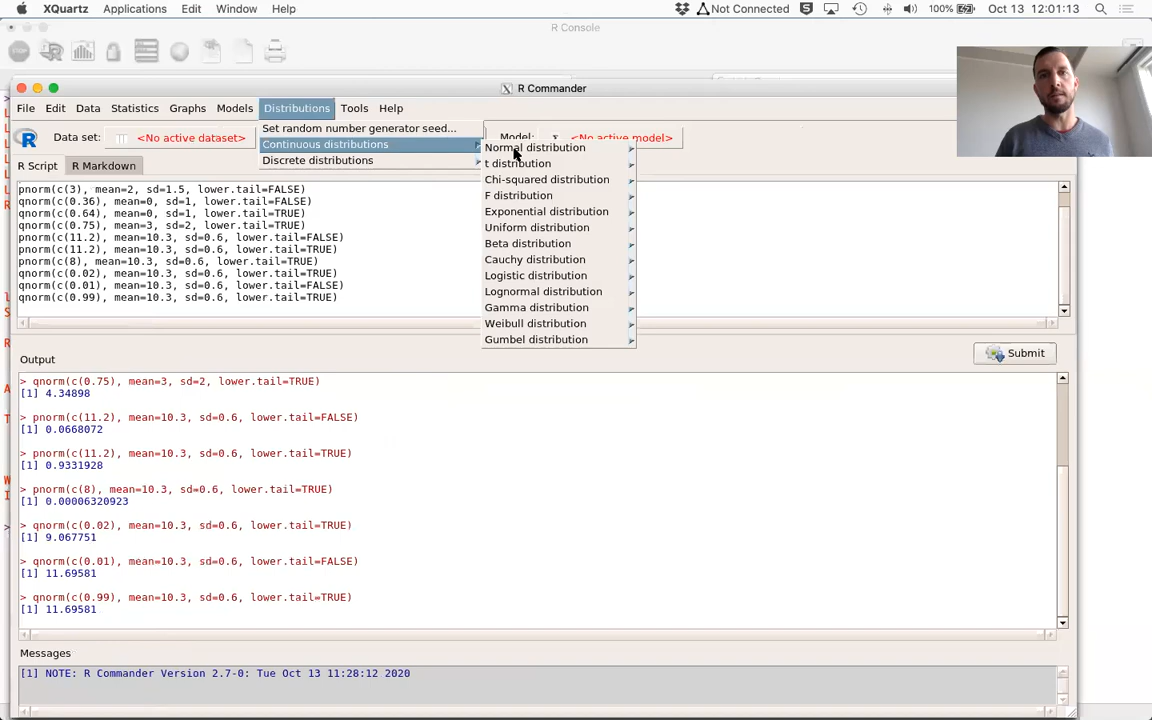 XQuartz Applications Edit Window Help Not Connected 100% Oct 13 12:01:13
R Console
R Commander
File Edit Data Statistics Graphs Models Distributions Tools Help
Set random number generator seed...
Continuous distributions
Discrete distributions
Normal distribution
t distribution
Chi-squared distribution
F distribution
Exponential distribution
Uniform distribution
Beta distribution
Cauchy distribution
Logistic distribution
Lognormal distribution
Gamma distribution
Weibull distribution
Gumbel distribution
Data set: <No active dataset> Model: <No active model>
R Script R Markdown
pnorm(c(3), mean=2, sd=1.5, lower.tail=FALSE)
qnorm(c(0.36), mean=0, sd=1, lower.tail=FALSE)
qnorm(c(0.64), mean=0, sd=1, lower.tail=TRUE)
qnorm(c(0.75), mean=3, sd=2, lower.tail=TRUE)
pnorm(c(11.2), mean=10.3, sd=0.6, lower.tail=FALSE)
pnorm(c(11.2), mean=10.3, sd=0.6, lower.tail=TRUE)
pnorm(c(8), mean=10.3, sd=0.6, lower.tail=TRUE)
qnorm(c(0.02), mean=10.3, sd=0.6, lower.tail=TRUE)
qnorm(c(0.01), mean=10.3, sd=0.6, lower.tail=FALSE)
qnorm(c(0.99), mean=10.3, sd=0.6, lower.tail=TRUE)
Submit
Output
> qnorm(c(0.75), mean=3, sd=2, lower.tail=TRUE)
[1] 4.34898
> pnorm(c(11.2), mean=10.3, sd=0.6, lower.tail=FALSE)
[1] 0.0668072
> pnorm(c(11.2), mean=10.3, sd=0.6, lower.tail=TRUE)
[1] 0.9331928
> pnorm(c(8), mean=10.3, sd=0.6, lower.tail=TRUE)
[1] 0.00006320923
> qnorm(c(0.02), mean=10.3, sd=0.6, lower.tail=TRUE)
[1] 9.067751
> qnorm(c(0.01), mean=10.3, sd=0.6, lower.tail=FALSE)
[1] 11.69581
> qnorm(c(0.99), mean=10.3, sd=0.6, lower.tail=TRUE)
[1] 11.69581
Messages
[1] NOTE: R Commander Version 2.7-0: Tue Oct 13 11:28:12 2020